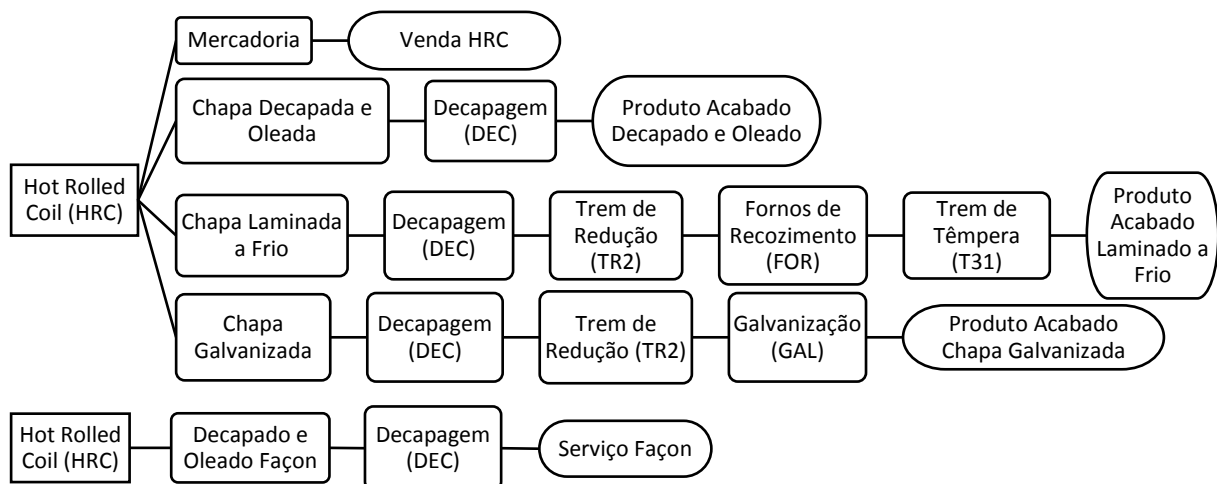 Mercadoria
Venda HRC
Chapa Decapada e
Oleada
Decapagem
(DEC)
Produto Acabado
Decapado e Oleado
Hot Rolled
Coil (HRC)
Chapa Laminada
a Frio
Decapagem
(DEC)
Trem de
Redução
(TR2)
Fornos de
Recozimento
(FOR)
Trem de
Têmpera
(T31)
Produto
Acabado
Laminado a
Frio
Chapa
Galvanizada
Decapagem
(DEC)
Trem de
Redução (TR2)
Galvanização
(GAL)
Produto Acabado
Chapa Galvanizada
Hot Rolled
Coil (HRC)
Decapado e
Oleado Façon
Decapagem
(DEC)
Serviço Façon